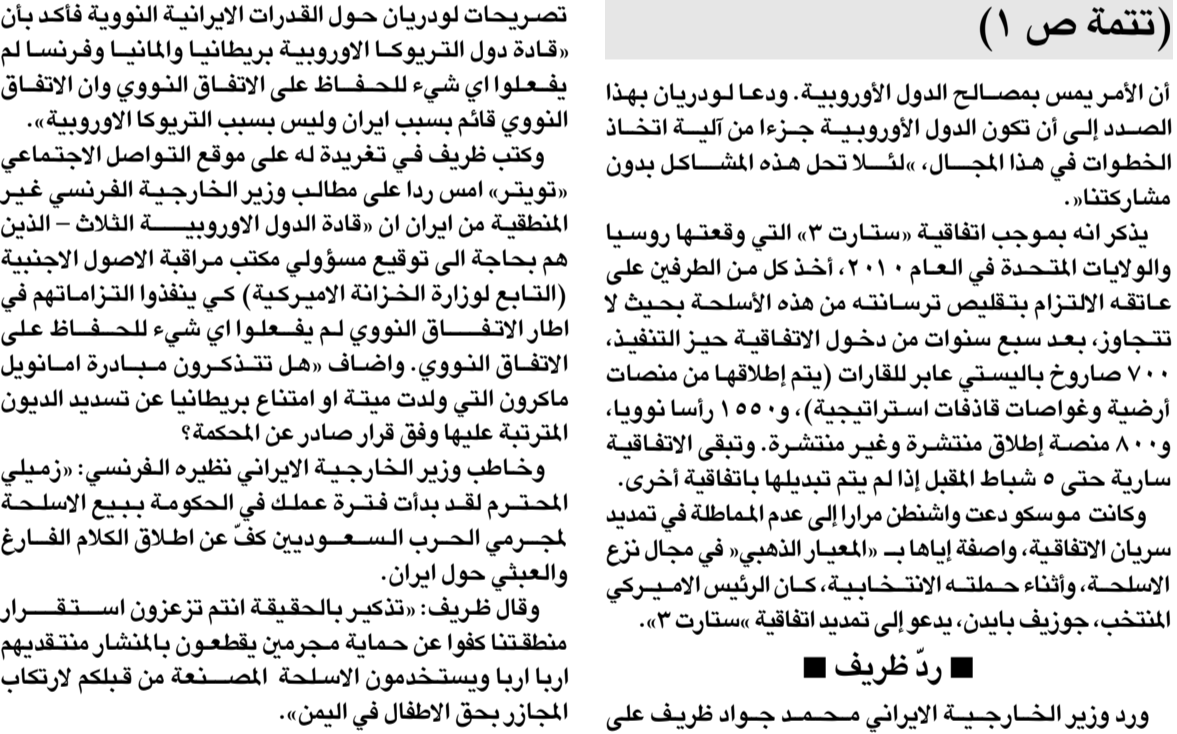 (تتمة ص ١)
أن الأمر يمس بمصالح الدول الأوروبية. ودعا لودريان بهذا
الصدد إلى أن تكون الدول الأوروبية جزءا من آلية اتخاذ
الخطوات في هذا المجال، »لئلا تحل هذه المشاكل بدون
مشاركتنا«.
يذكر انه بموجب اتفاقية «ستارت ٣» التي وقعتها روسيا
والولايات المتحدة في العام ٢٠١٠، أخذ كل من الطرفين على
عاتقه الالتزام بتقليص ترسانته من هذه الأسلحة بحيث لا
تتجاوز، بعد سبع سنوات من دخول الاتفاقية حيز التنفيذ،
٧٠٠ صاروخ باليستي عابر للقارات (يتم إطلاقها من منصات
أرضية وغواصات قاذفات استراتيجية)، و١٥٥٠ رأسا نوويا،
و٨٠٠ منصة إطلاق منتشرة وغير منتشرة. وتبقى الاتفاقية
سارية حتى ٥ شباط المقبل إذا لم يتم تبديلها باتفاقية أخرى.
وكانت موسكو دعت واشنطن مرارا إلى عدم المماطلة في تمديد
سريان الاتفاقية، واصفة إياها بـ «المعيار الذهبي« في مجال نزع
الاسلحة، وأثناء حملته الانتخابية، كان الرئيس الاميركي
المنتخب، جوزيف بايدن، يدعو إلى تمديد اتفاقية »ستارت ٣».
■ ردّ ظريف ■
ورد وزير الخارجية الايراني محمد جواد ظريف على
تصريحات لودريان حول القدرات الايرانية النووية فأكد بأن
«قادة دول التريوكا الاوروبية بريطانيا والمانيا وفرنسا لم
يفعلوا اي شيء للحفاظ على الاتفاق النووي وان الاتفاق
النووي قائم بسبب ايران وليس بسبب التريوكا الاوروبية».
وكتب ظريف في تغريدة له على موقع التواصل الاجتماعي
«تويتر» امس ردا على مطالب وزير الخارجية الفرنسي غير
المنطقية من ايران ان «قادة الدول الاوروبية الثلاث – الذين
هم بحاجة الى توقيع مسؤولي مكتب مراقبة الاصول الاجنبية
(التابع لوزارة الخزانة الاميركية) كي ينفذوا التزاماتهم في
اطار الاتفاق النووي لم يفعلوا اي شيء للحفاظ على
الاتفاق النووي. واضاف «هل تتذكرون مبادرة امانويل
ماكرون التي ولدت ميتة او امتناع بريطانيا عن تسديد الديون
المترتبة عليها وفق قرار صادر عن المحكمة؟
وخاطب وزير الخارجية الايراني نظيره الفرنسي: «زميلي
المحترم لقد بدأت فترة عملك في الحكومة ببيع الاسلحة
لمجرمي الحرب السعوديين كفّ عن اطلاق الكلام الفارغ
والعبثي حول ايران.
وقال ظريف: «تذكير بالحقيقة انتم تزعزون استقرار
منطقتنا كفوا عن حماية مجرمين يقطعون بالمنشار منتقديهم
اربا اربا ويستخدمون الاسلحة المصنعة من قبلكم لارتكاب
المجازر بحق الاطفال في اليمن».